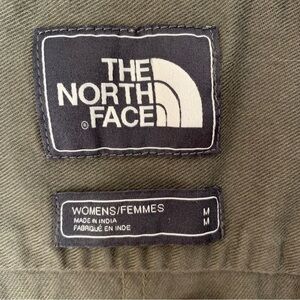 THE
NORTH
® FACE
WOMENS/FEMMES M
MADE IN INDIA M
FABRIQUÉ EN INDE